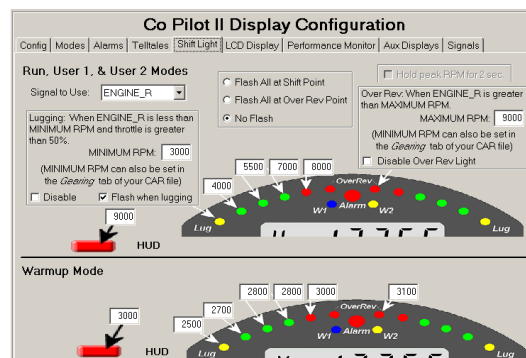 Co Pilot II Display Configuration
Config Modes Alarms Telltales Shift Light LCD Display Performance Monitor Aux Displays Signals
Run, User 1, & User 2 Modes
Signal to Use: ENGINE_R
Lugging: When ENGINE_R is less than
MINIMUM RPM and throttle is greater
than 50%.
MINIMUM RPM: 3000
(MINIMUM RPM can also be set in
the Gearing tab of your CAR file)
Disable Flash when lugging
Flash All at Shift Point
Flash All at Over Rev Point
No Flash
Hold peak RPM for 2 sec.
Over Rev: When ENGINE_R is greater
than MAXIMUM RPM.
MAXIMUM RPM: 9000
(MINIMUM RPM can also be set in
the Gearing tab of your CAR file)
Disable Over Rev Light
5500 7000 8000
4000
9000
HUD
OverRev
W1 Alarm W2
Lug Lug
Warmup Mode
2800 2800 3000 3100
2700
2500
3000
HUD
OverRev
W1 Alarm W2
Lug Lug